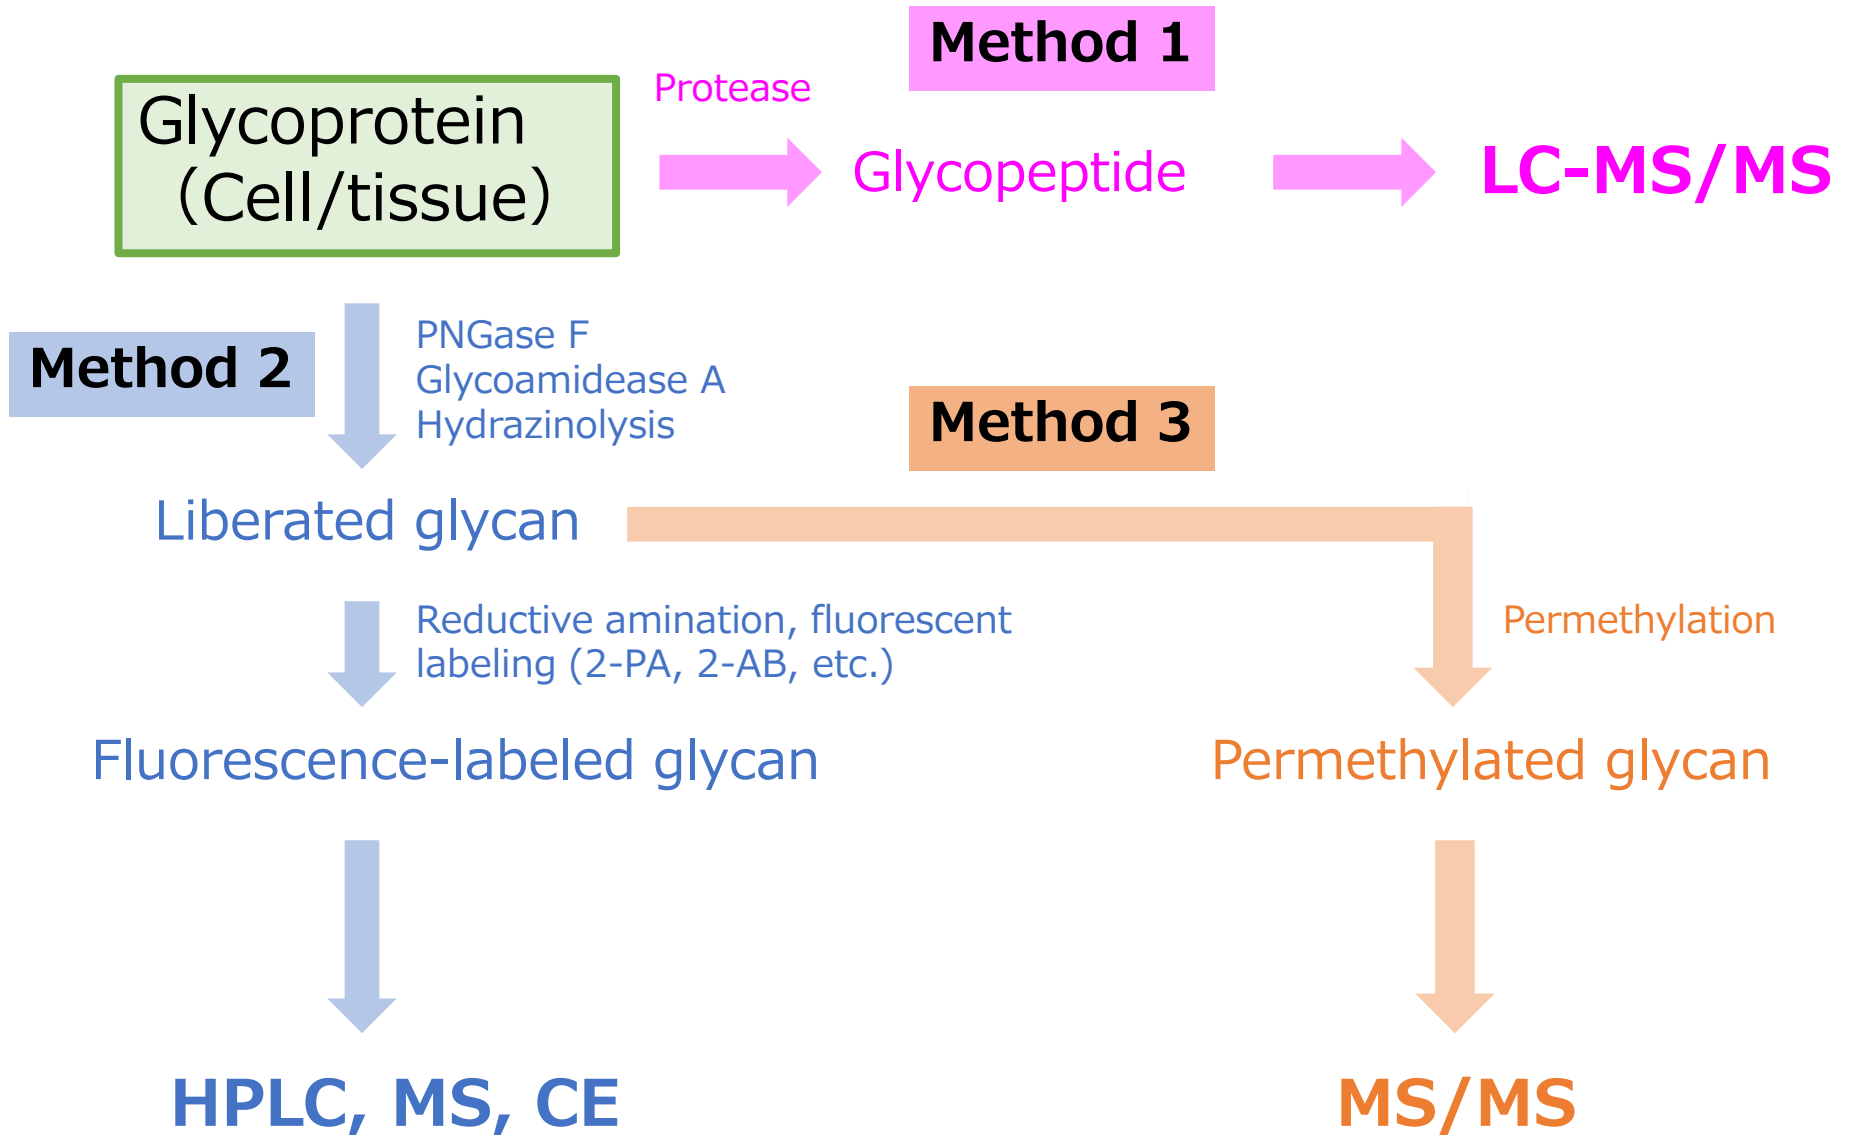 Method 1
Protease
Glycoprotein
（Cell/tissue）
Glycopeptide
LC-MS/MS
Method 2
PNGase F
Glycoamidease A
Hydrazinolysis
Method 3
Liberated glycan
Reductive amination, fluorescent
labeling (2-PA, 2-AB, etc.)
Permethylation
Fluorescence-labeled glycan
Permethylated glycan
HPLC, MS, CE
MS/MS